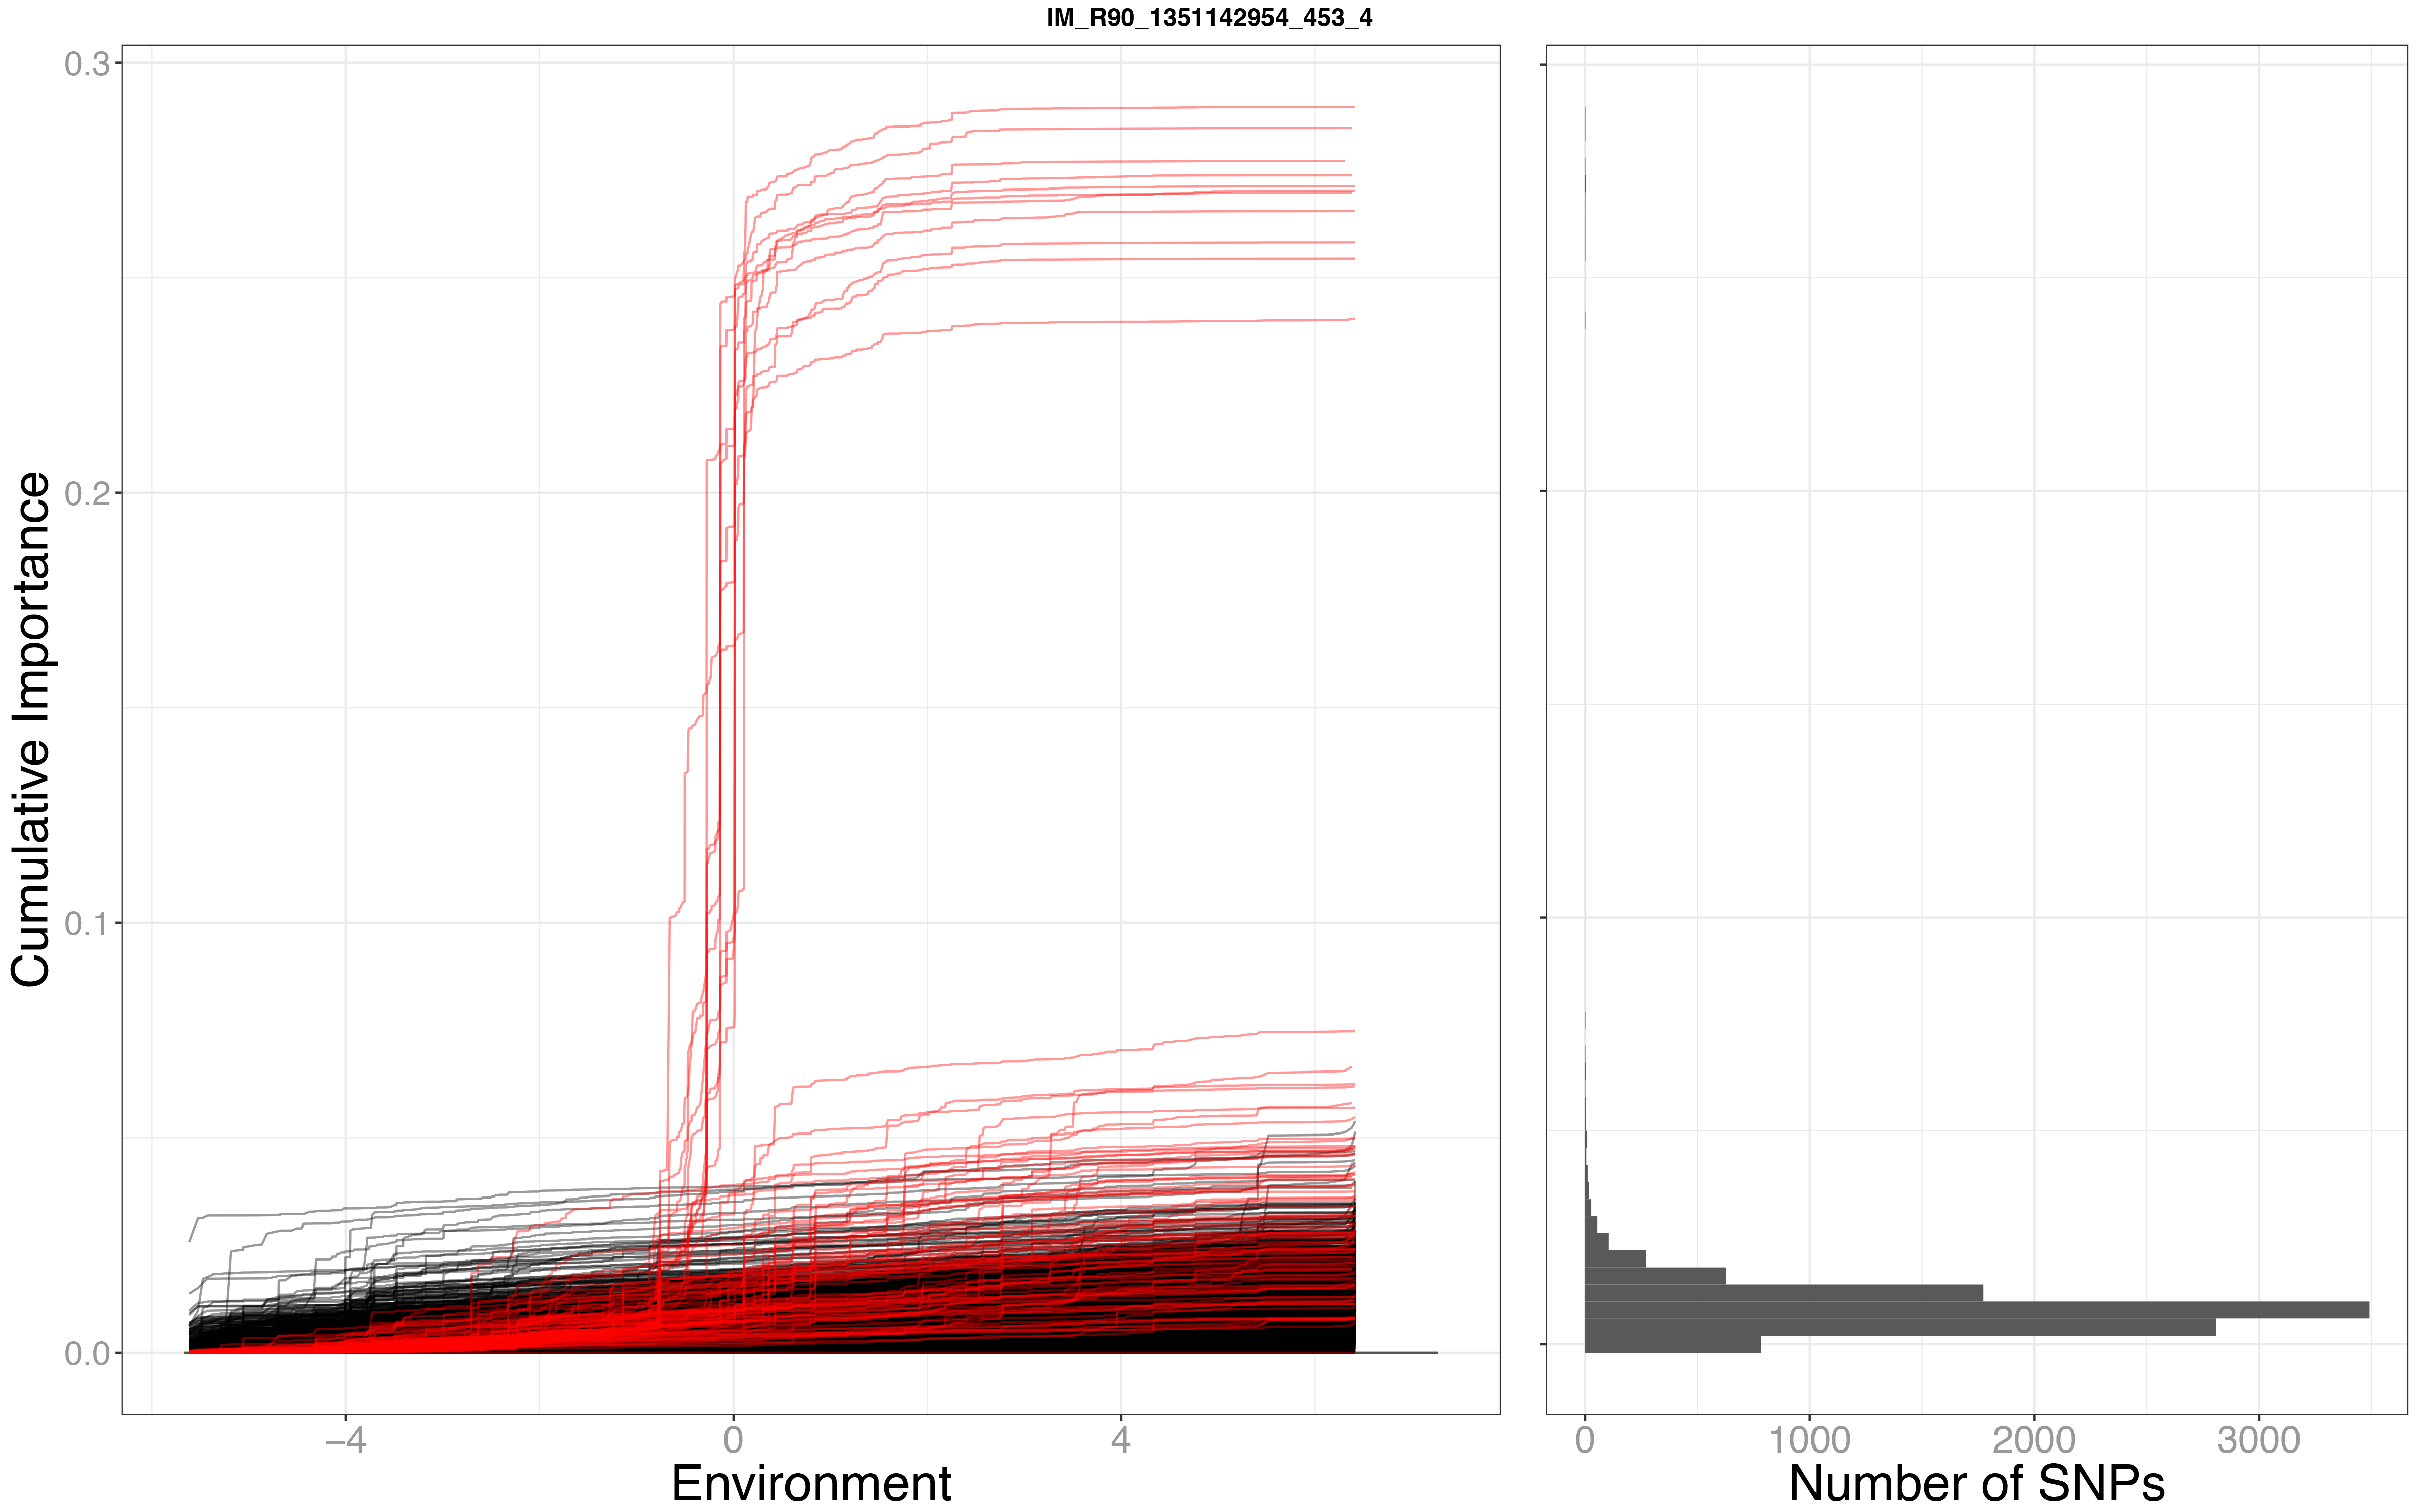 IM_R90_1351142954_453_4
Cumulative Importance
0.3
0.2
0.1
0.0
−4
0
4
Environment
0
1000
2000
3000
Number of SNPs